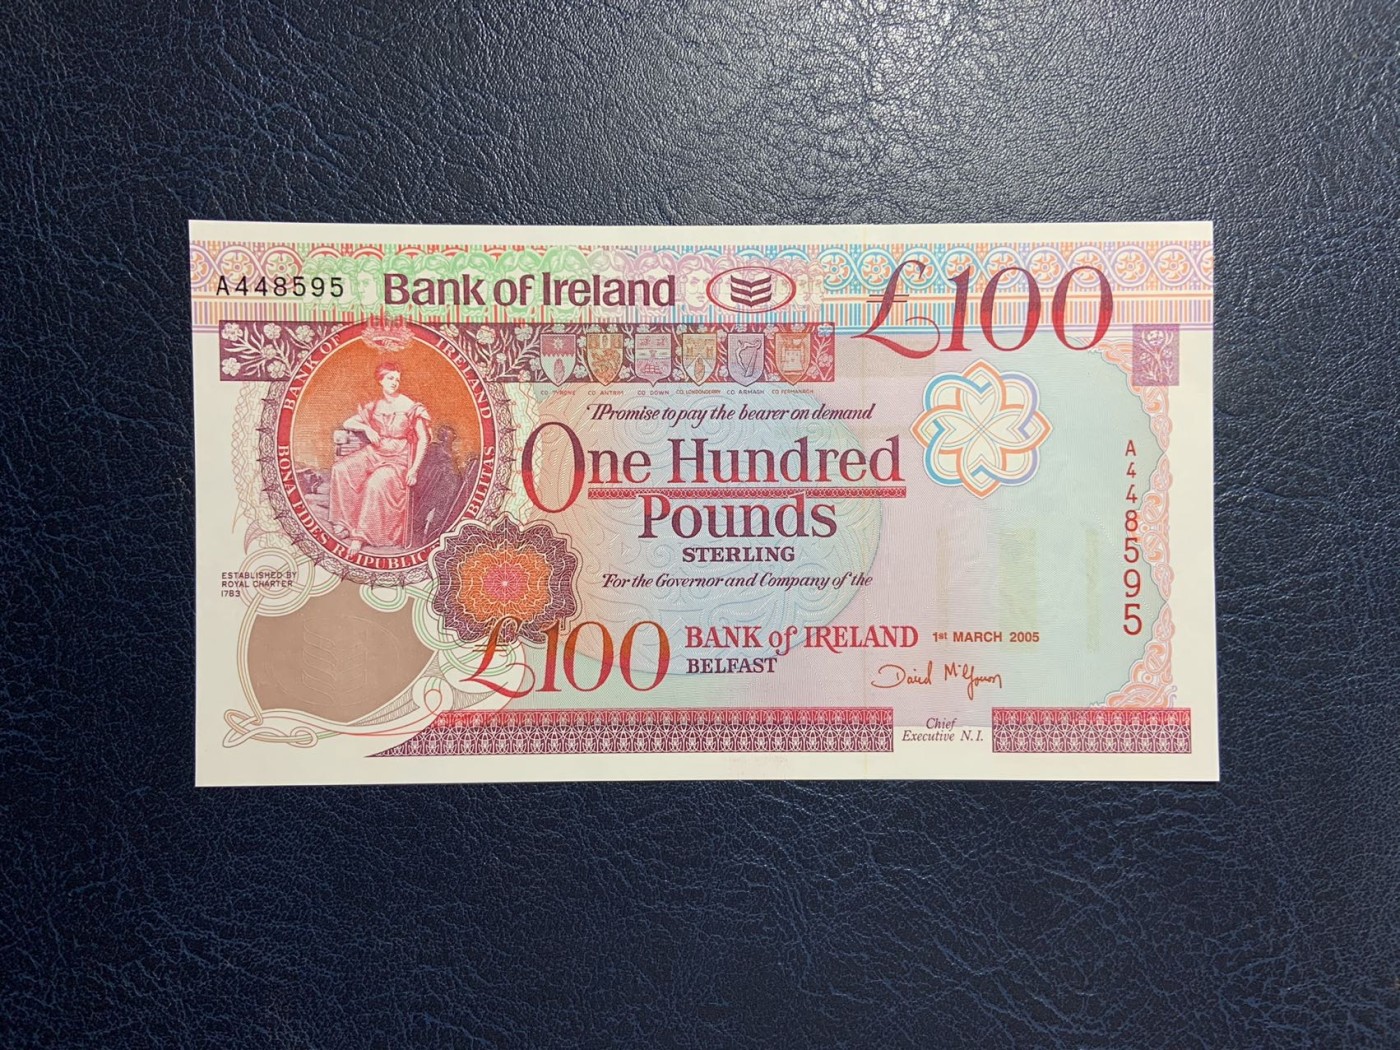 A448595
Bank of Ireland
£100
BANK OF IRELAND
BONA FIDES REIPUBLICÆ STABILITAS
CO TYRONE CO ANTRIM CO DOWN CO LONDONDERRY CO ARMAGH CO FERMANAGH
I Promise to pay the bearer on demand
One Hundred
Pounds
STERLING
For the Governor and Company of the
BANK of IRELAND
BELFAST
1st MARCH 2005
A448595
ESTABLISHED BY
ROYAL CHARTER
1783
£100
David McGowan
Chief
Executive N. I.